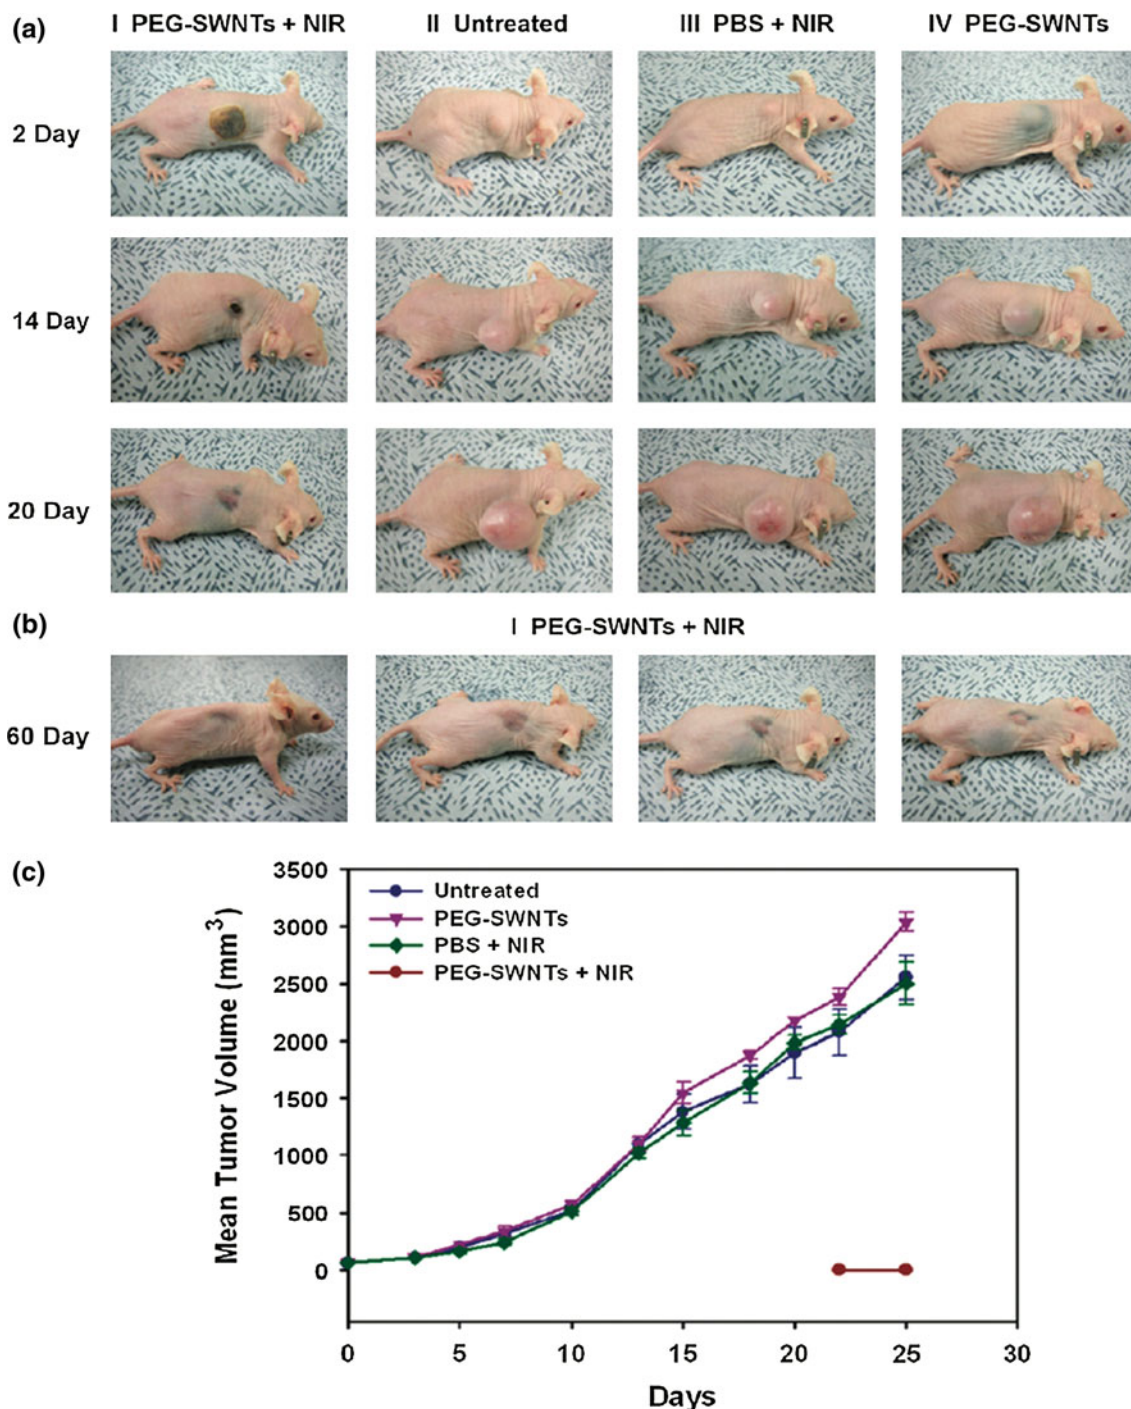 (a) I PEG-SWNTs + NIR II Untreated III PBS + NIR IV PEG-SWNTs
2 Day
14 Day
20 Day
(b) I PEG-SWNTs + NIR
60 Day
(c)
Mean Tumor Volume (mm³)
3500
3000
2500
2000
1500
1000
500
0
Untreated
PEG-SWNTs
PBS + NIR
PEG-SWNTs + NIR
0 5 10 15 20 25 30
Days